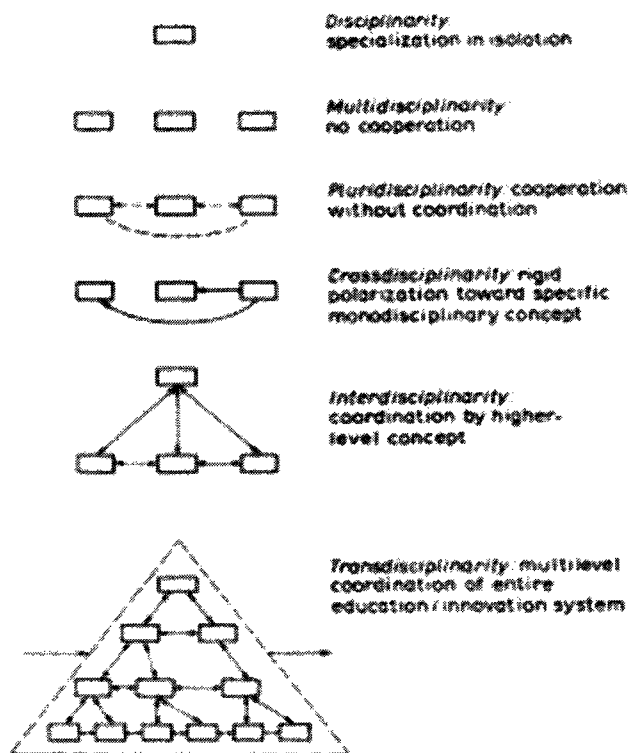 Disciplinarity:
specialization in isolation
Multidisciplinarity:
no cooperation
Pluridisciplinarity: cooperation
without coordination
Crossdisciplinarity: rigid
polarization toward specific
monodisciplinary concept
Interdisciplinarity:
coordination by higher-
level concept
Transdisciplinarity: multilevel
coordination of entire
education/innovation system